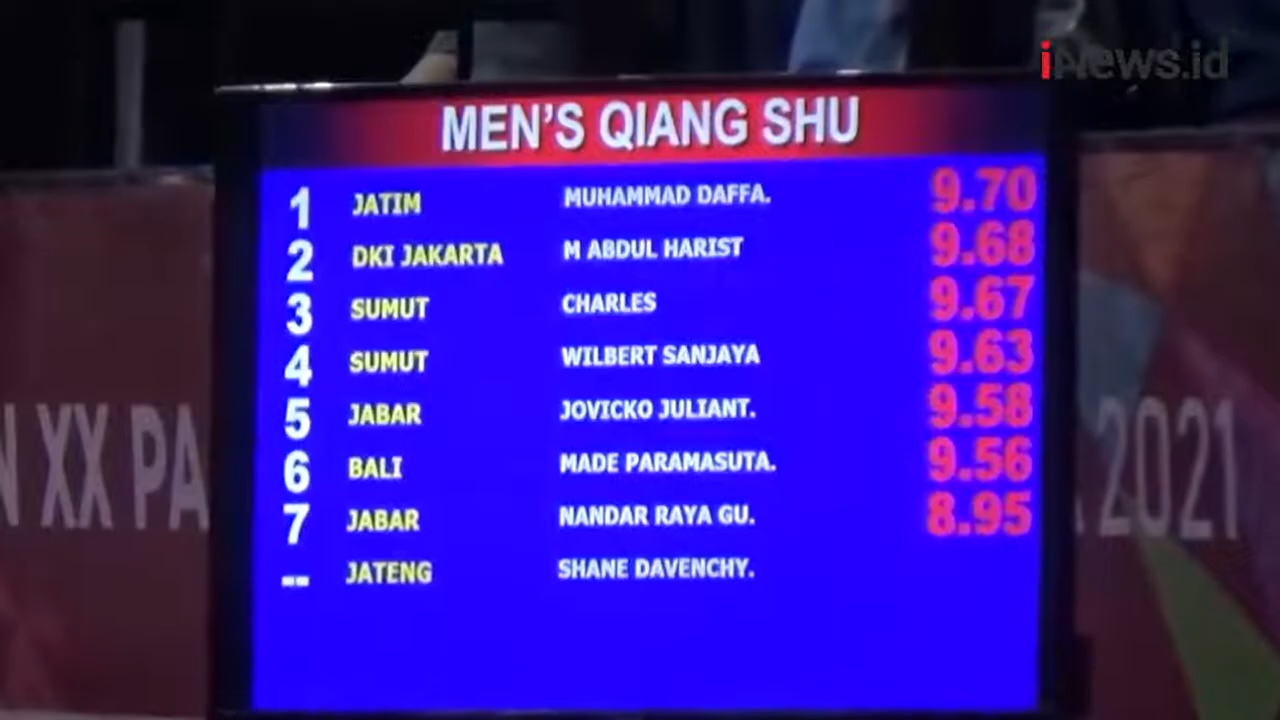 iNews.id
MEN'S QIANG SHU
1 JATIM MUHAMMAD DAFFA. 9.70
2 DKI JAKARTA M ABDUL HARIST 9.68
3 SUMUT CHARLES 9.67
4 SUMUT WILBERT SANJAYA 9.63
5 JABAR JOVICKO JULIANT. 9.58
6 BALI MADE PARAMASUTA. 9.56
7 JABAR NANDAR RAYA GU. 8.95
-- JATENG SHANE DAVENCHY.
XX PA
2021